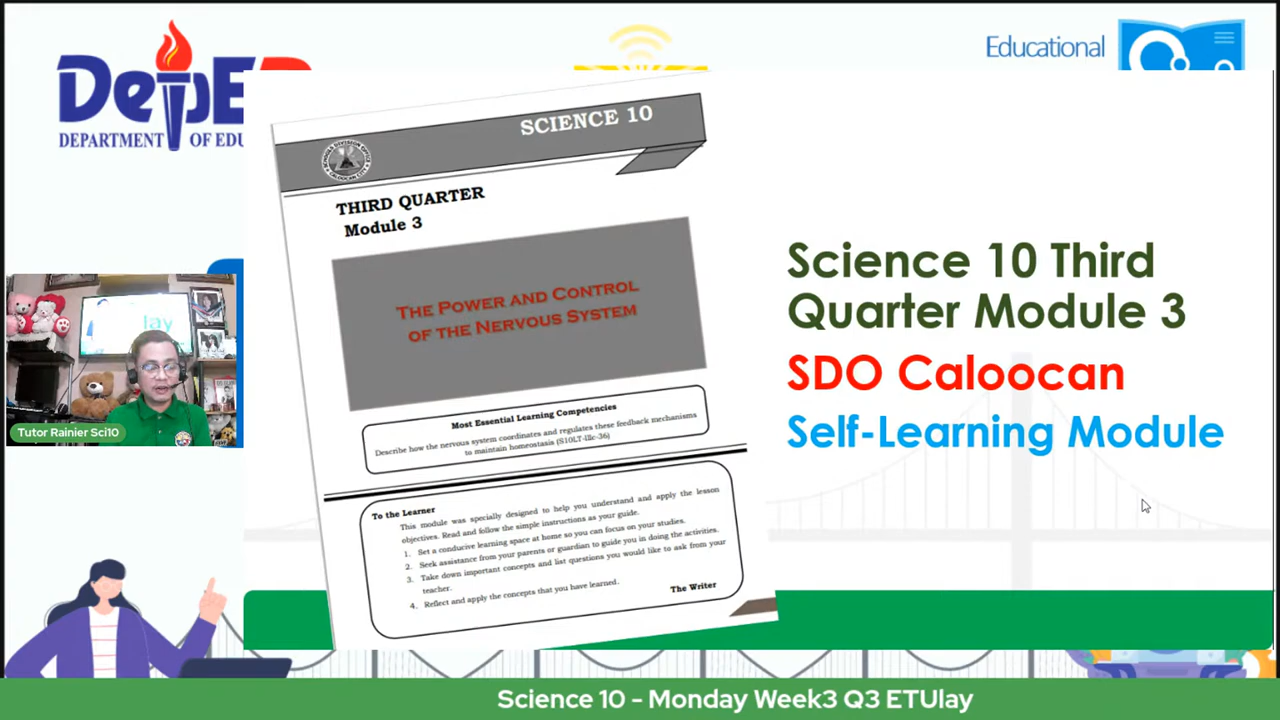 DepE
DEPARTMENT OF EDU
Educational
SCIENCE 10
SCHOOLS DIVISION OFFICE
CALOOCAN CITY
THIRD QUARTER
Module 3
THE POWER AND CONTROL
OF THE NERVOUS SYSTEM
Most Essential Learning Competencies
Describe how the nervous system coordinates and regulates these feedback mechanisms
to maintain homeostasis (S10LT-IIIc-36)
To the Learner
This module was specially designed to help you understand and apply the lesson
objectives. Read and follow the simple instructions as your guide.
1. Set a conducive learning space at home so you can focus on your studies.
2. Seek assistance from your parents or guardian to guide you in doing the activities.
3. Take down important concepts and list questions you would like to ask from your
teacher.
4. Reflect and apply the concepts that you have learned.
The Writer
Science 10 Third
Quarter Module 3
SDO Caloocan
Self-Learning Module
lay
Tutor Rainier Sci10
Science 10 - Monday Week3 Q3 ETUlay